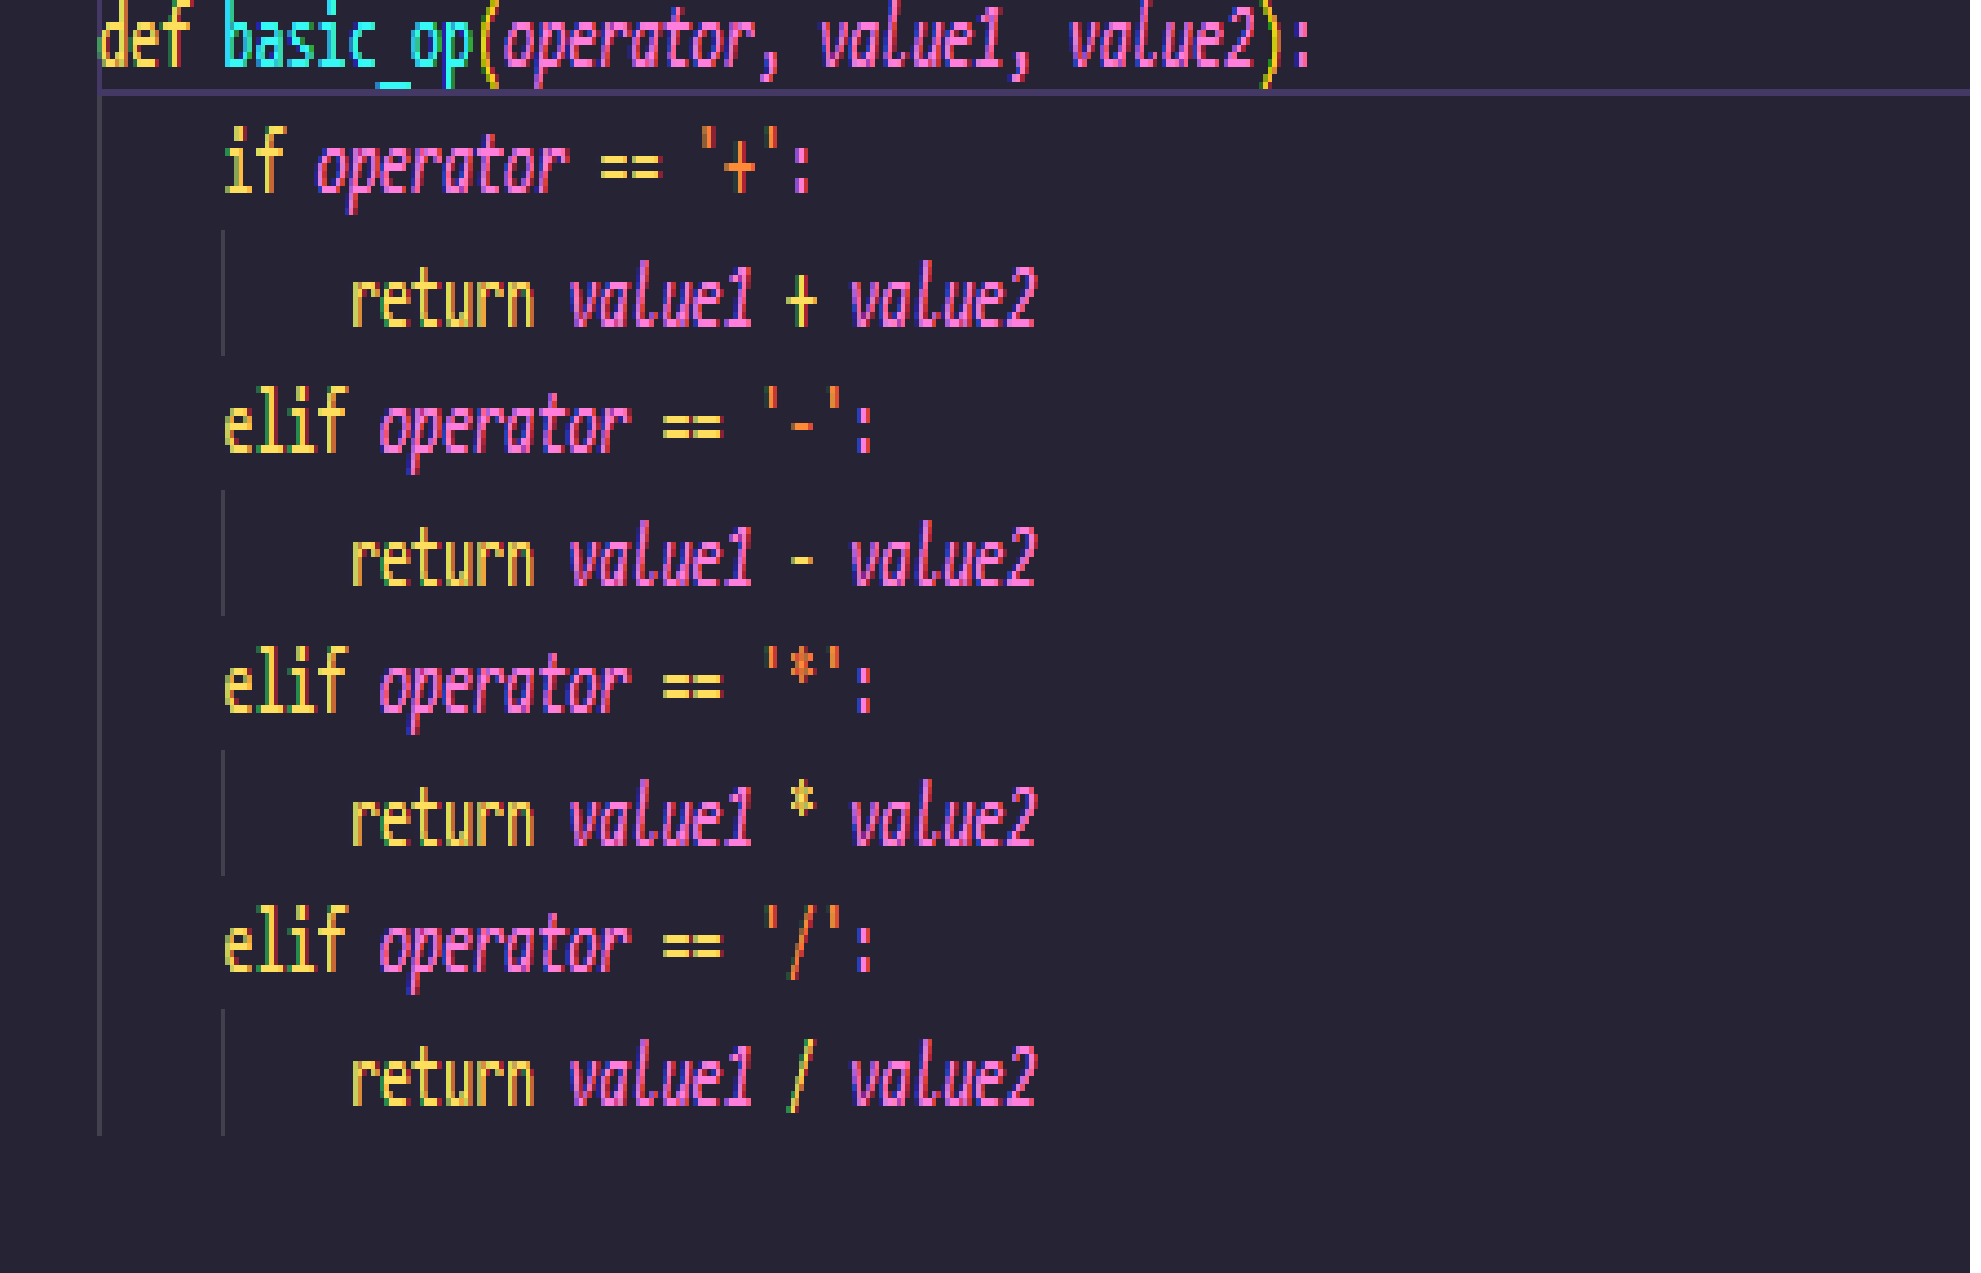 def basic_op(operator, value1, value2):
    if operator == '+':
        return value1 + value2
    elif operator == '-':
        return value1 - value2
    elif operator == '*':
        return value1 * value2
    elif operator == '/':
        return value1 / value2